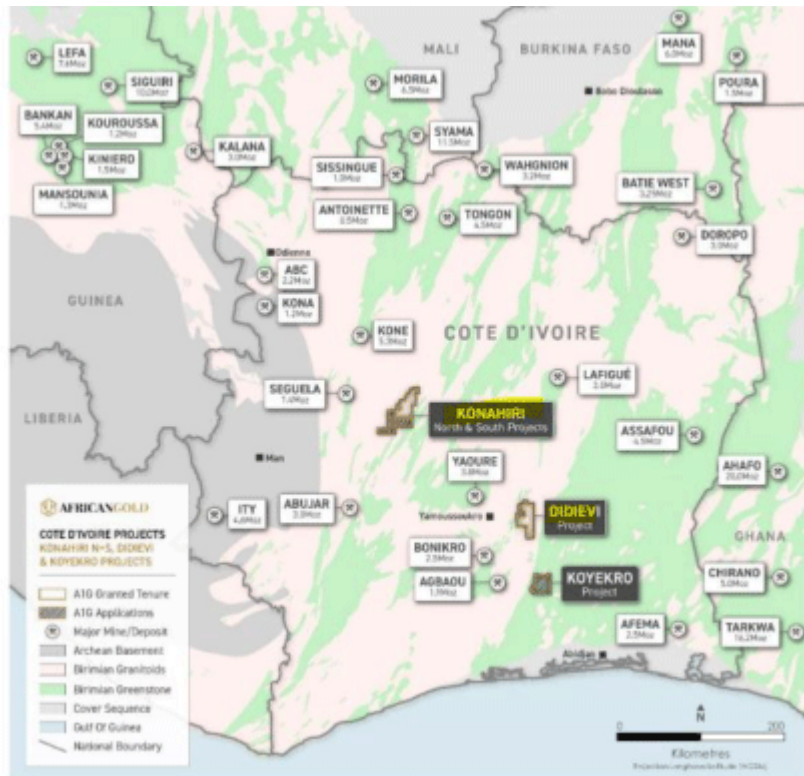 MALI
BURKINA FASO
MANA
6.0Moz
LEFA
7.6Moz
SIGUIRI
10.0Moz
MORILA
6.5Moz
Bobo Dioulasso
POURA
1.5Moz
BANKAN
5.4Moz
KOUROUSSA
1.2Moz
KINIERO
1.5Moz
MANSOUNIA
1.3Moz
KALANA
3.0Moz
SYAMA
11.5Moz
SISSINGUE
1.0Moz
WAHGNION
3.2Moz
BATIE WEST
3.25Moz
ANTOINETTE
0.5Moz
TONGON
4.5Moz
DOROPO
3.0Moz
Odienne
ABC
2.2Moz
GUINEA
KONA
1.2Moz
KONE
5.3Moz
COTE D'IVOIRE
SEGUELA
1.4Moz
LAFIGUÉ
3.0Moz
LIBERIA
KONAHIRI
North & South Projects
ASSAFOU
4.5Moz
Man
YAOURE
3.8Moz
AHAFO
20.0Moz
ITY
4.6Moz
ABUJAR
3.0Moz
Yamoussoukro
DIDIEVI
Project
GHANA
BONIKRO
2.5Moz
AGBAOU
1.1Moz
KOYEKRO
Project
CHIRANO
5.0Moz
AFEMA
2.5Moz
TARKWA
16.2Moz
Abidjan
AFRICANGOLD
COTE D'IVOIRE PROJECTS
KONAHIRI N+S, DIDIEVI
& KOYEKRO PROJECTS
A1G Granted Tenure
A1G Applications
Major Mine/Deposit
Archean Basement
Birimian Granitoids
Birimian Greenstone
Cover Sequence
Gulf Of Guinea
National Boundary
N
0
200
Kilometres